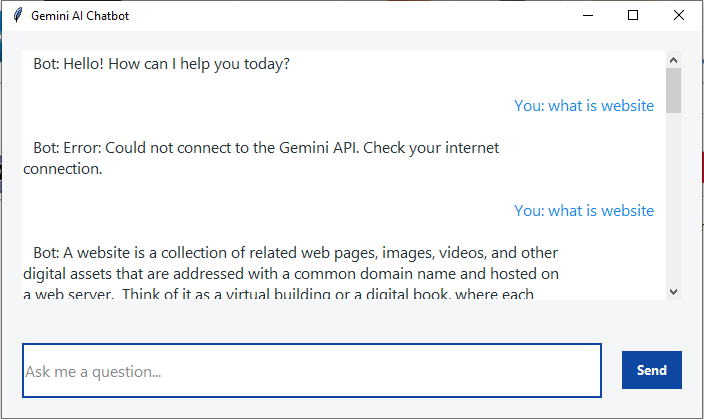 Gemini AI Chatbot
Bot: Hello! How can I help you today?
You: what is website
Bot: Error: Could not connect to the Gemini API. Check your internet
connection.
You: what is website
Bot: A website is a collection of related web pages, images, videos, and other
digital assets that are addressed with a common domain name and hosted on
a web server.  Think of it as a virtual building or a digital book, where each
Ask me a question...
Send